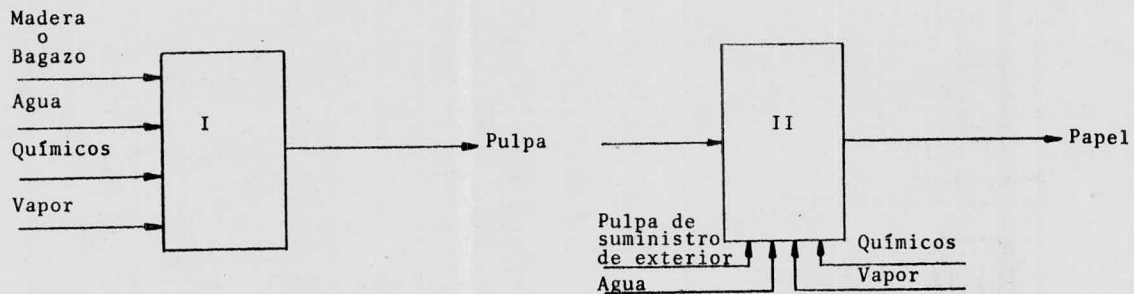 Madera
o
Bagazo
Agua
Químicos
Vapor
I
Pulpa
II
Papel
Pulpa de
suministro
de exterior
Agua
Químicos
Vapor